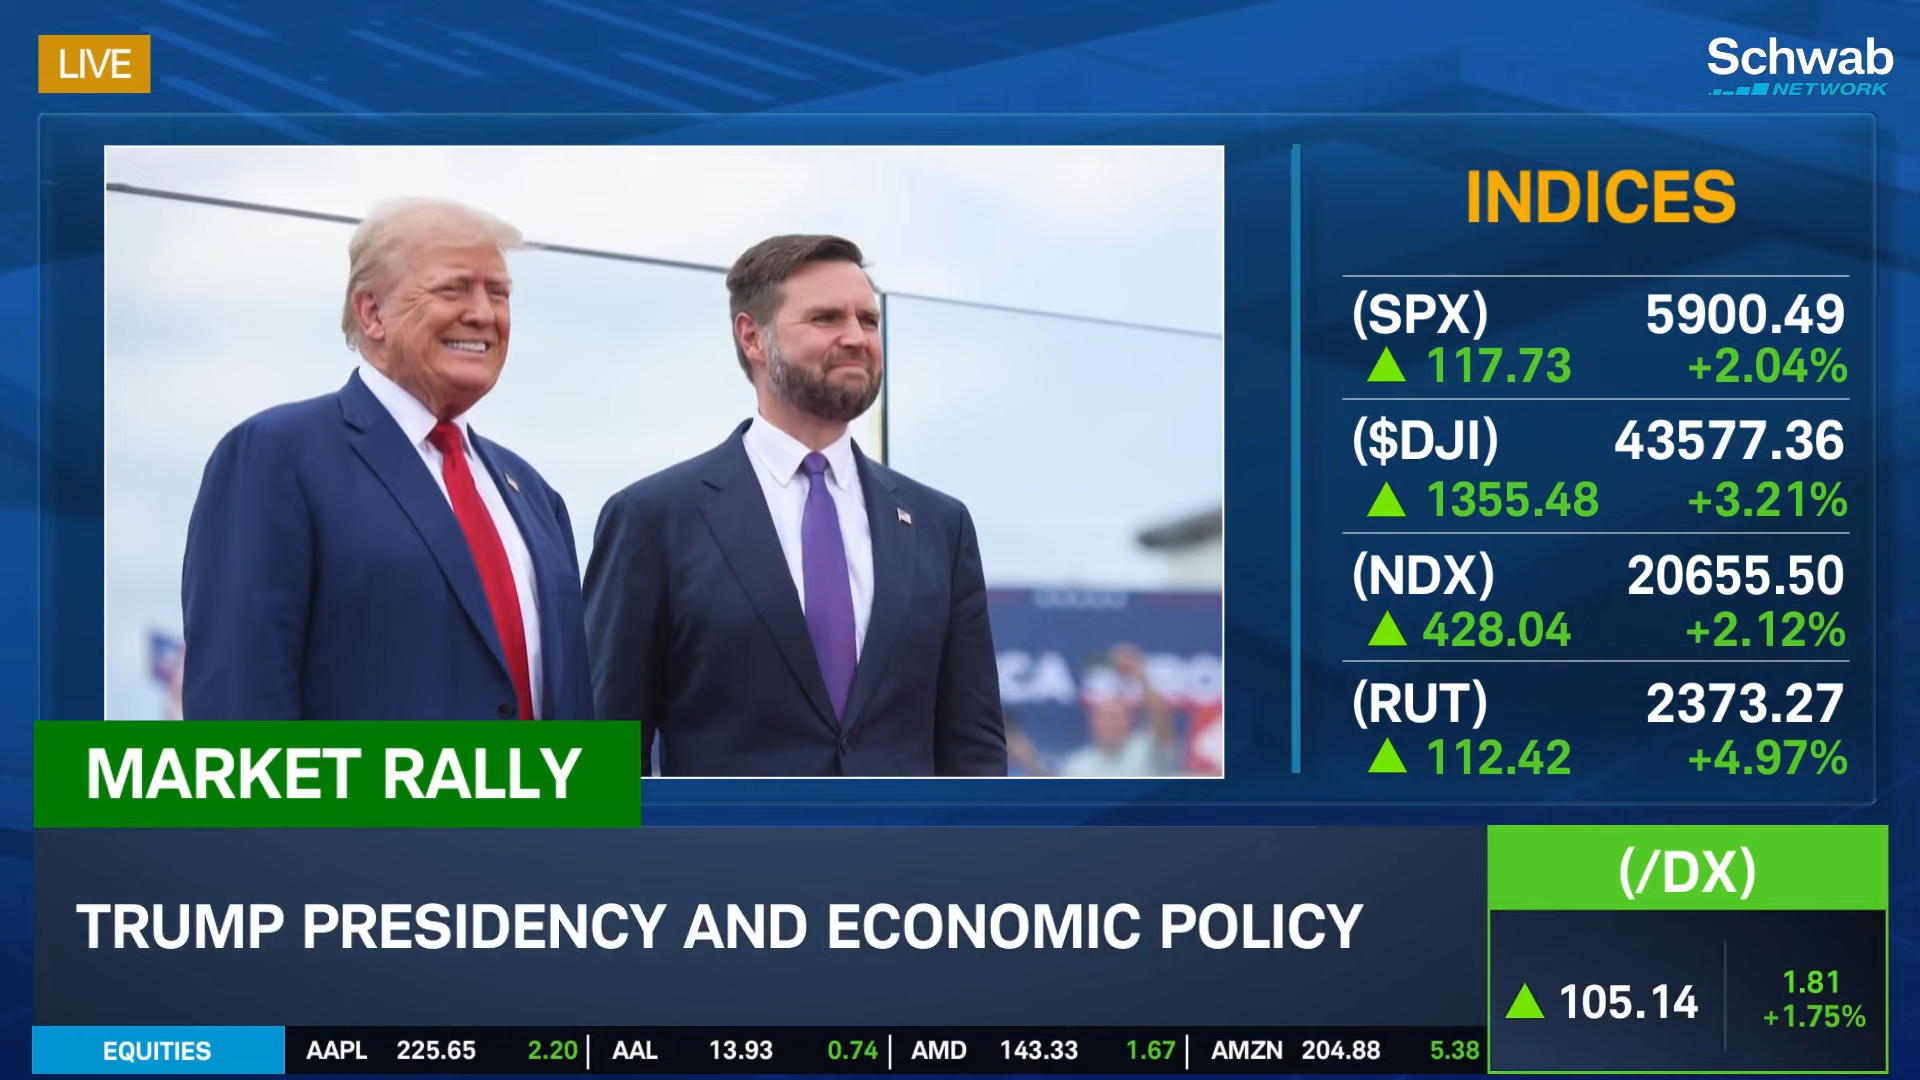 LIVE
Schwab
NETWORK
INDICES
(SPX) 5900.49
▲ 117.73 +2.04%
($DJI) 43577.36
▲ 1355.48 +3.21%
(NDX) 20655.50
▲ 428.04 +2.12%
(RUT) 2373.27
▲ 112.42 +4.97%
MARKET RALLY
TRUMP PRESIDENCY AND ECONOMIC POLICY
(/DX)
▲ 105.14
1.81
+1.75%
EQUITIES AAPL 225.65 2.20 | AAL 13.93 0.74 | AMD 143.33 1.67 | AMZN 204.88 5.38